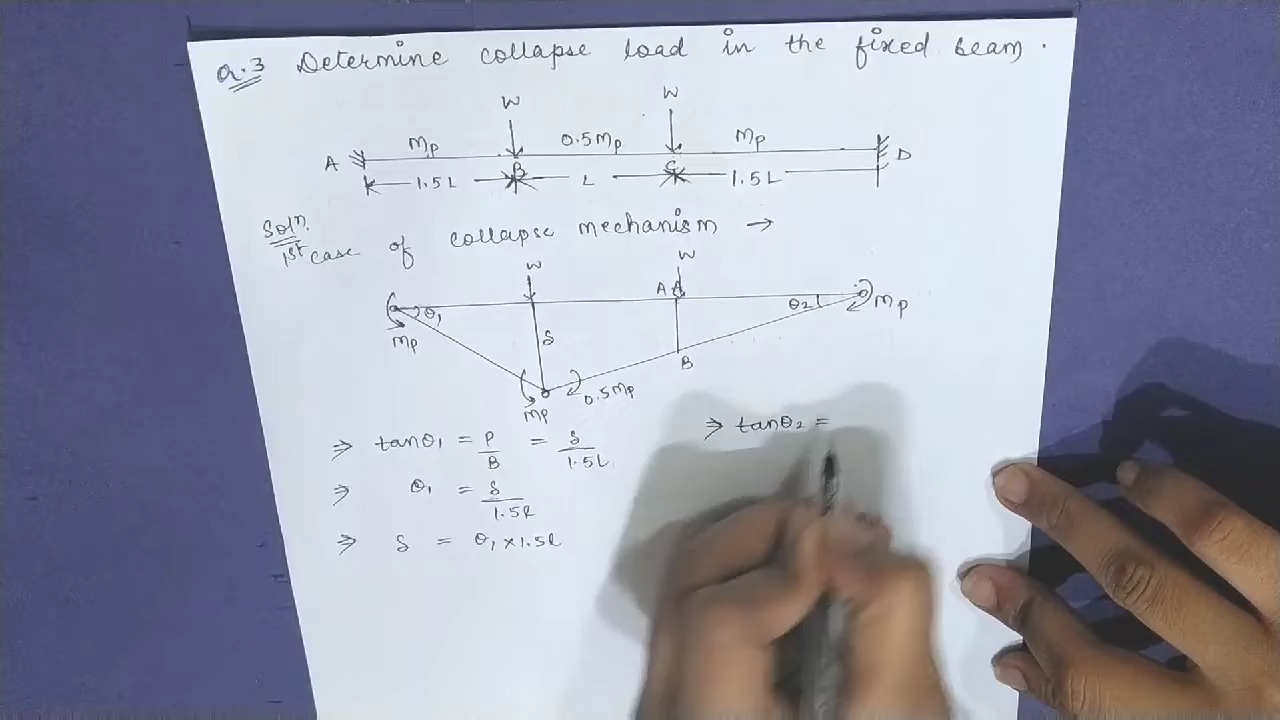 Q.3 Determine collapse load in the fixed beam.
W W
A Mp B 0.5Mp C Mp D
1.5L L 1.5L
Solⁿ.
1st case of collapse mechanism →
W W
A
θ1 θ2 Mp
Mp δ B
Mp 0.5Mp
⇒ tanθ1 = P/B = δ/1.5L
⇒ tanθ2 =
⇒ θ1 = δ/1.5l
⇒ δ = θ1 × 1.5l